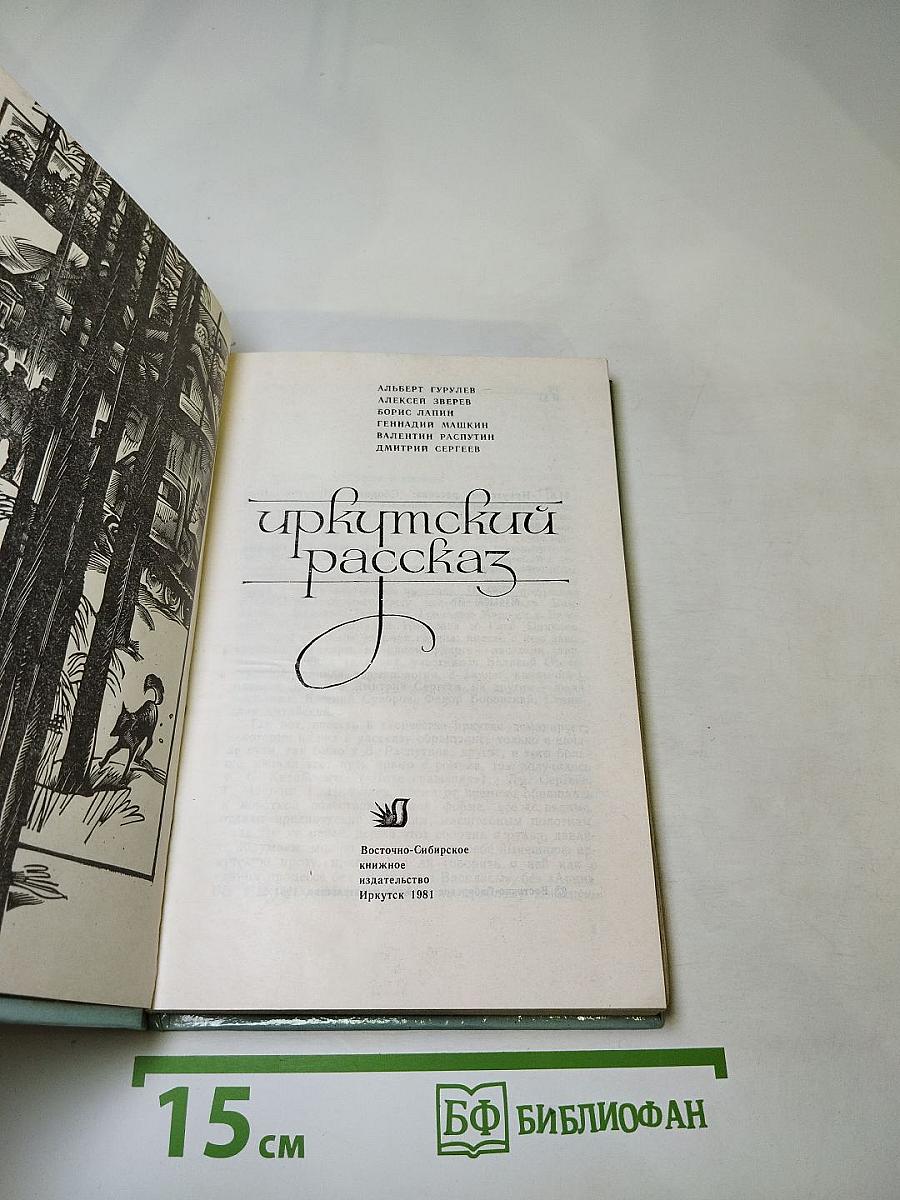 АЛЬБЕРТ ГУРУЛЕВ
АЛЕКСЕЙ ЗВЕРЕВ
БОРИС ЛАПИН
ГЕННАДИЙ МАШКИН
ВАЛЕНТИН РАСПУТИН
ДМИТРИЙ СЕРГЕЕВ
иркутский
рассказ
Восточно-Сибирское
книжное
издательство
Иркутск 1981
15 см
БФ БИБЛИОФАН